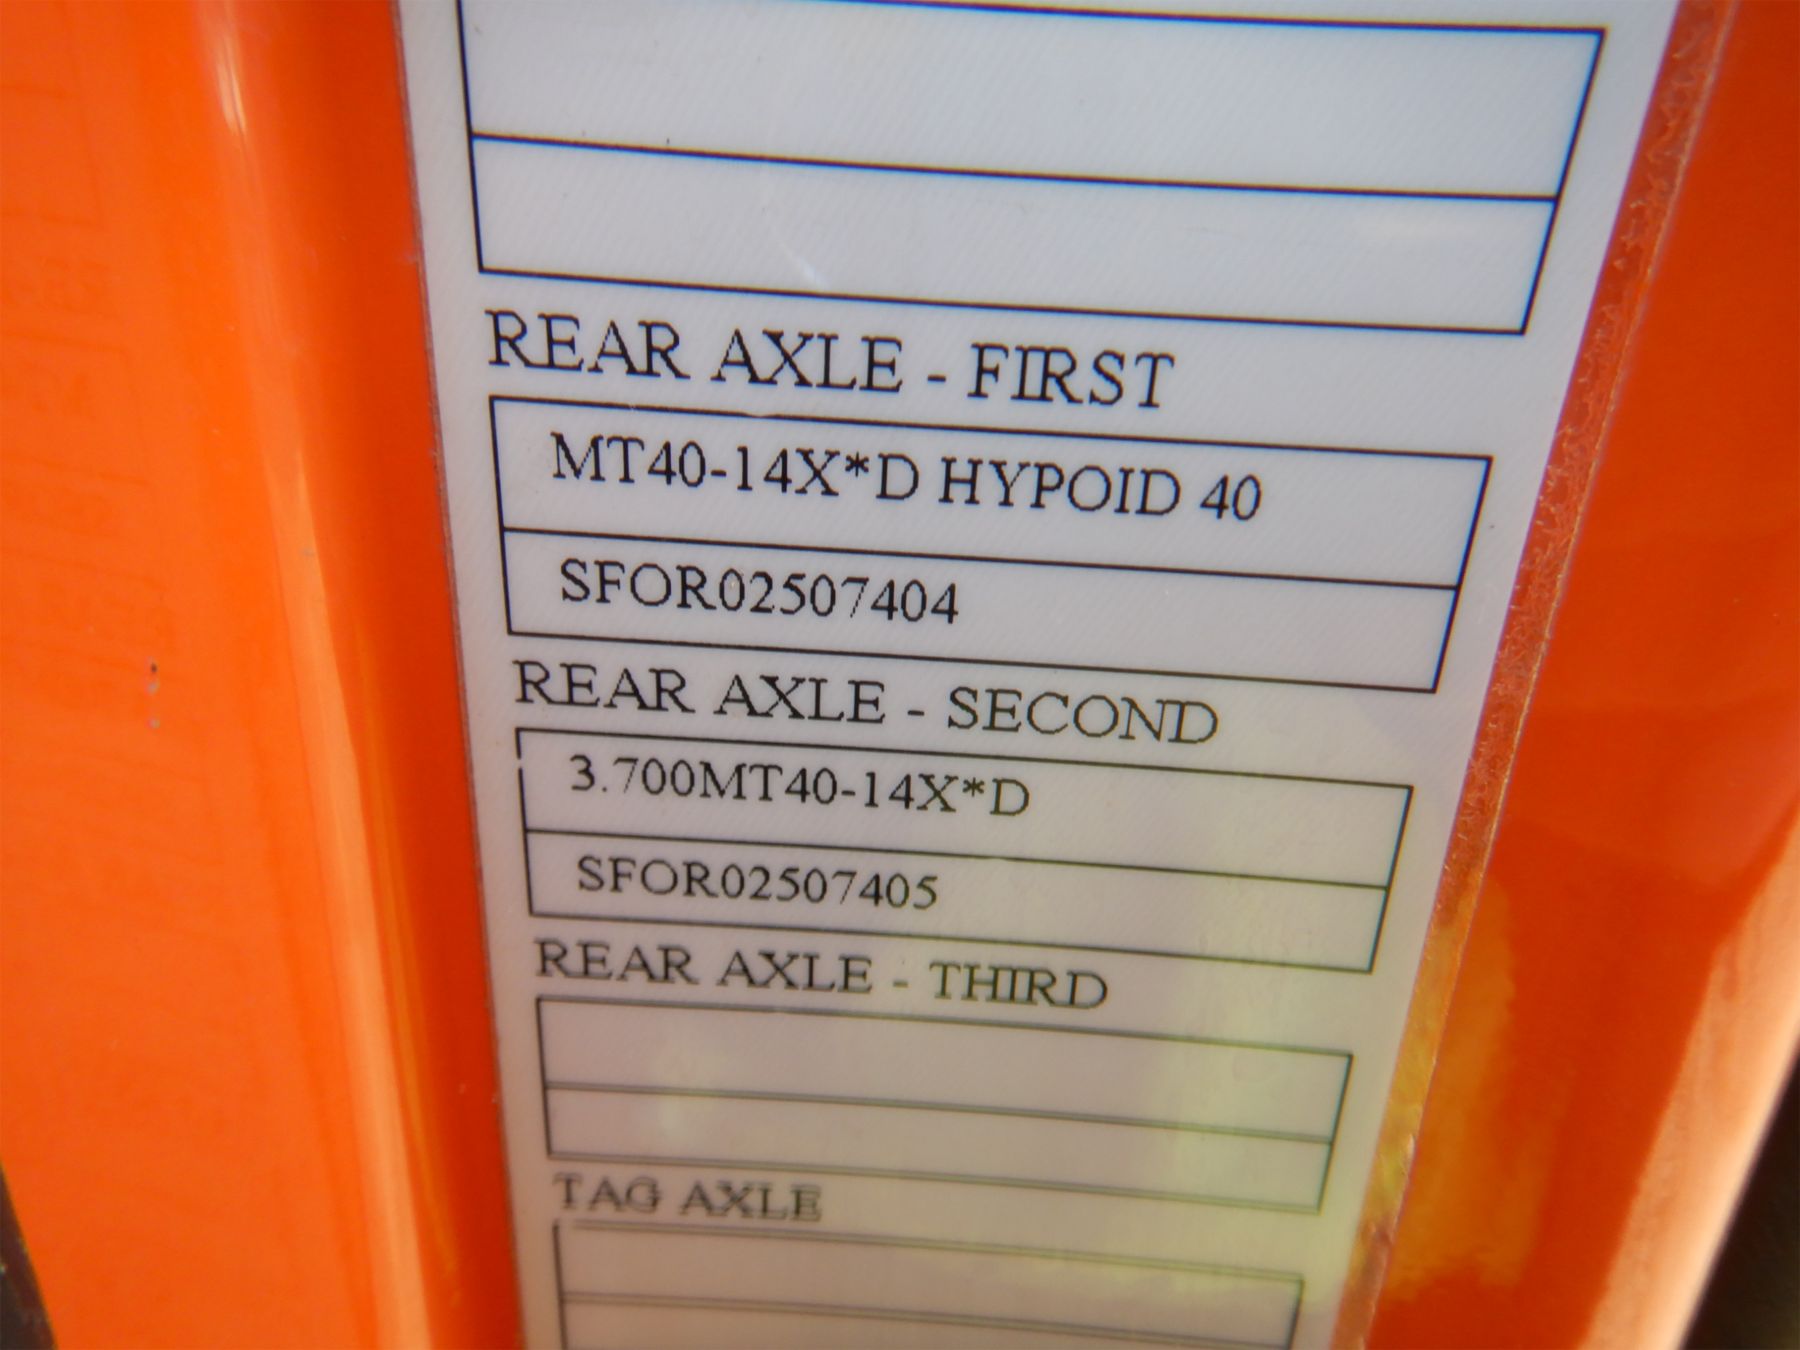 REAR AXLE - FIRST
MT40-14X*D HYPOID 40
SFOR02507404
REAR AXLE - SECOND
3.700MT40-14X*D
SFOR02507405
REAR AXLE - THIRD
TAG AXLE